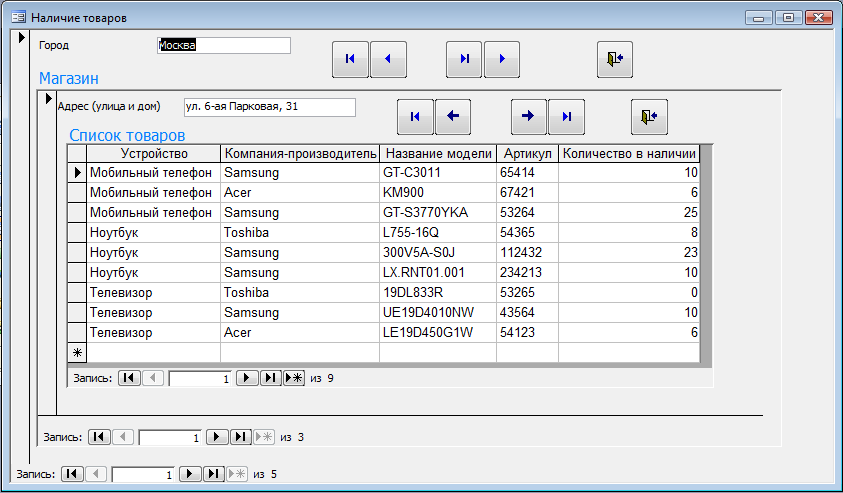 Наличие товаров
Город Москва
Магазин
Адрес (улица и дом) ул. 6-ая Парковая, 31
Список товаров
Устройство Компания-производитель Название модели Артикул Количество в наличии
Мобильный телефон Samsung GT-C3011 65414 10
Мобильный телефон Acer KM900 67421 6
Мобильный телефон Samsung GT-S3770YKA 53264 25
Ноутбук Toshiba L755-16Q 54365 8
Ноутбук Samsung 300V5A-S0J 112432 23
Ноутбук Samsung LX.RNT01.001 234213 10
Телевизор Toshiba 19DL833R 53265 0
Телевизор Samsung UE19D4010NW 43564 10
Телевизор Acer LE19D450G1W 54123 6
Запись: 1 из 9
Запись: 1 из 3
Запись: 1 из 5